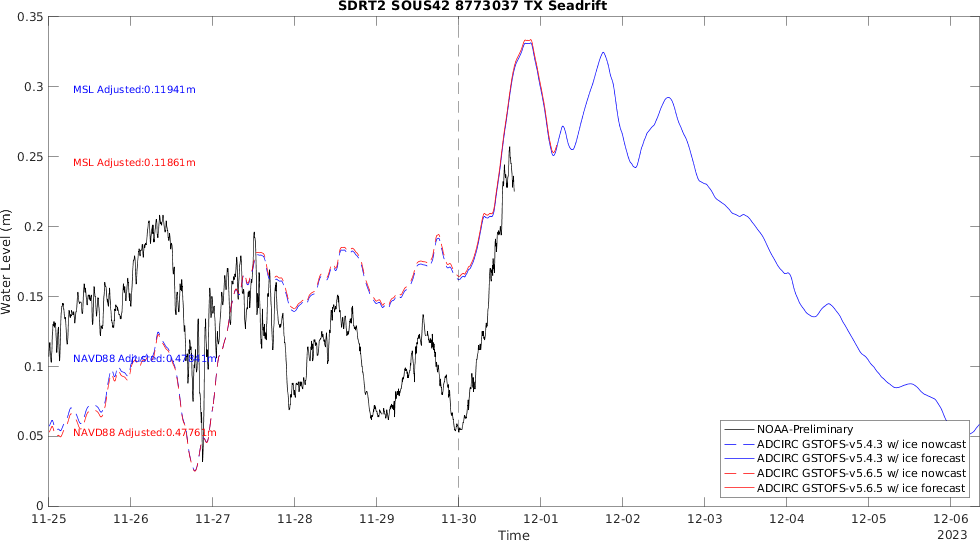 SDRT2 SOUS42 8773037 TX Seadrift
0.35
0.3
0.25
0.2
0.15
0.1
0.05
0
Water Level (m)
MSL Adjusted:0.11941m
MSL Adjusted:0.11861m
NAVD88 Adjusted:0.47841m
NAVD88 Adjusted:0.47761m
NOAA-Preliminary
ADCIRC GSTOFS-v5.4.3 w/ ice nowcast
ADCIRC GSTOFS-v5.4.3 w/ ice forecast
ADCIRC GSTOFS-v5.6.5 w/ ice nowcast
ADCIRC GSTOFS-v5.6.5 w/ ice forecast
11-25 11-26 11-27 11-28 11-29 11-30 12-01 12-02 12-03 12-04 12-05 12-06
Time
2023